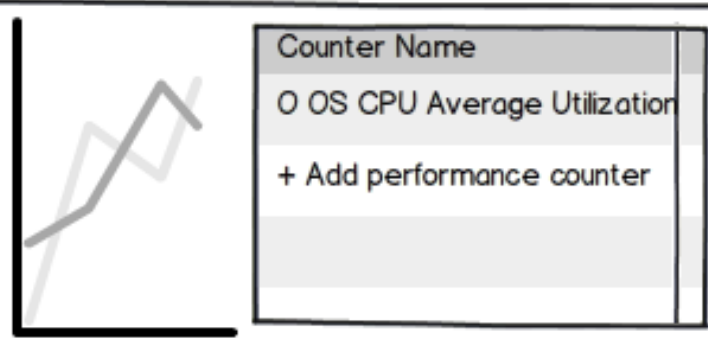 Counter Name
O OS CPU Average Utilization
+ Add performance counter